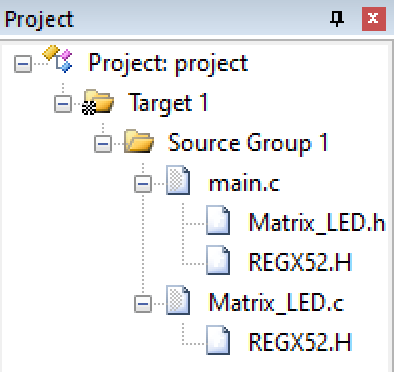 Project
Project: project
Target 1
Source Group 1
main.c
Matrix_LED.h
REGX52.H
Matrix_LED.c
REGX52.H